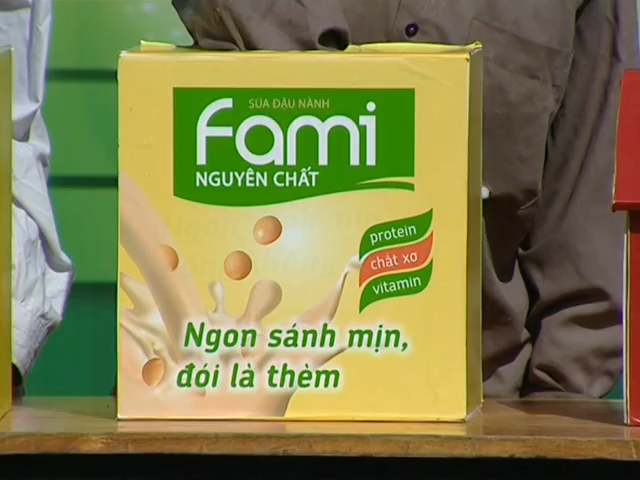 SỮA ĐẬU NÀNH
fami
NGUYÊN CHẤT
protein
chất xơ
vitamin
Ngon sánh mịn,
đói là thèm